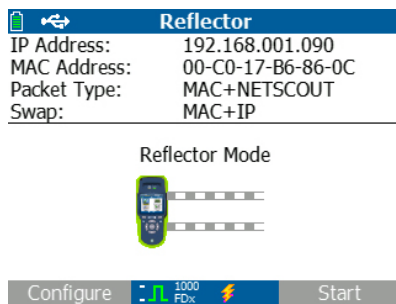 Reflector
IP Address: 192.168.001.090
MAC Address: 00-C0-17-B6-86-0C
Packet Type: MAC+NETSCOUT
Swap: MAC+IP
Reflector Mode
Configure 1000 FDx Start